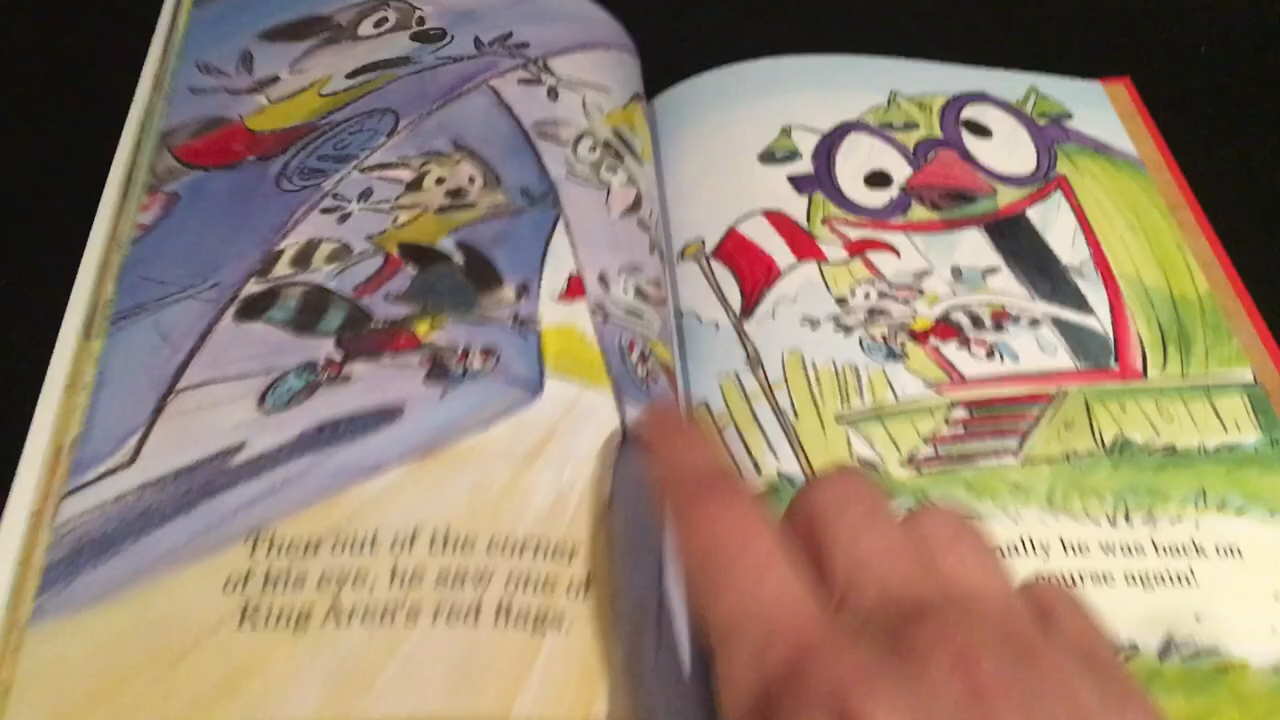 Then out of the corner
of his eye, he saw one of
King Aren's red flags.
nally he was back on
course again!